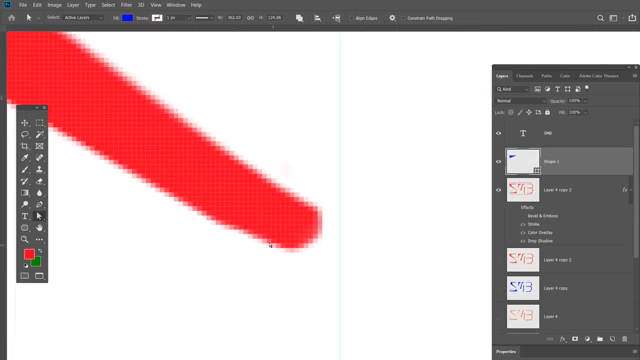 File Edit Image Layer Type Select Filter 3D View Window Help
Select: Active Layers Fill: Stroke: 1 px W: H: Align Edges Constrain Path Dragging
Layers Channels Paths Color Adobe Color Themes
Kind
Normal Opacity: 100%
Lock: Fill: 100%
SMB
Shape 1
Layer 4 copy 3 fx
Effects
Bevel & Emboss
Stroke
Color Overlay
Drop Shadow
Layer 4 copy 2
Layer 4 copy
Layer 4
Properties